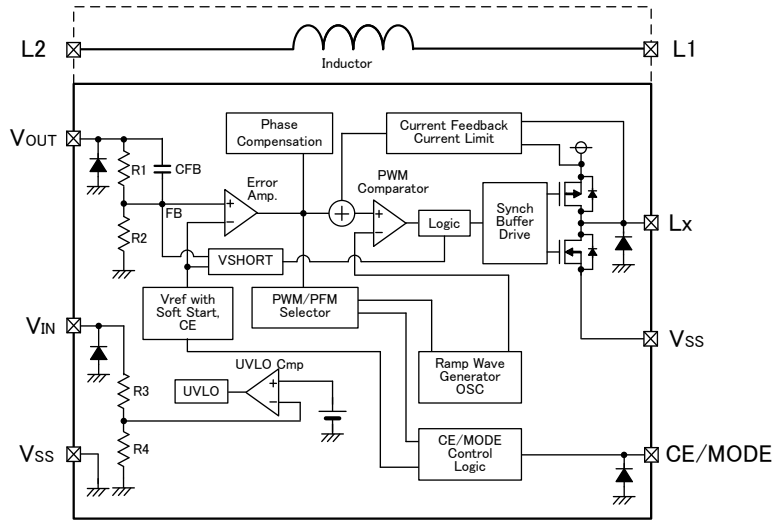 L2
L1
Inductor
VOUT
R1
CFB
FB
R2
Phase
Compensation
Current Feedback
Current Limit
Error
Amp.
+
−
+
PWM
Comparator
+
−
Logic
Synch
Buffer
Drive
Lx
VSHORT
Vref with
Soft Start,
CE
PWM/PFM
Selector
VIN
VSS
R3
UVLO Cmp
UVLO
+
−
Ramp Wave
Generator
OSC
R4
VSS
CE/MODE
Control
Logic
CE/MODE